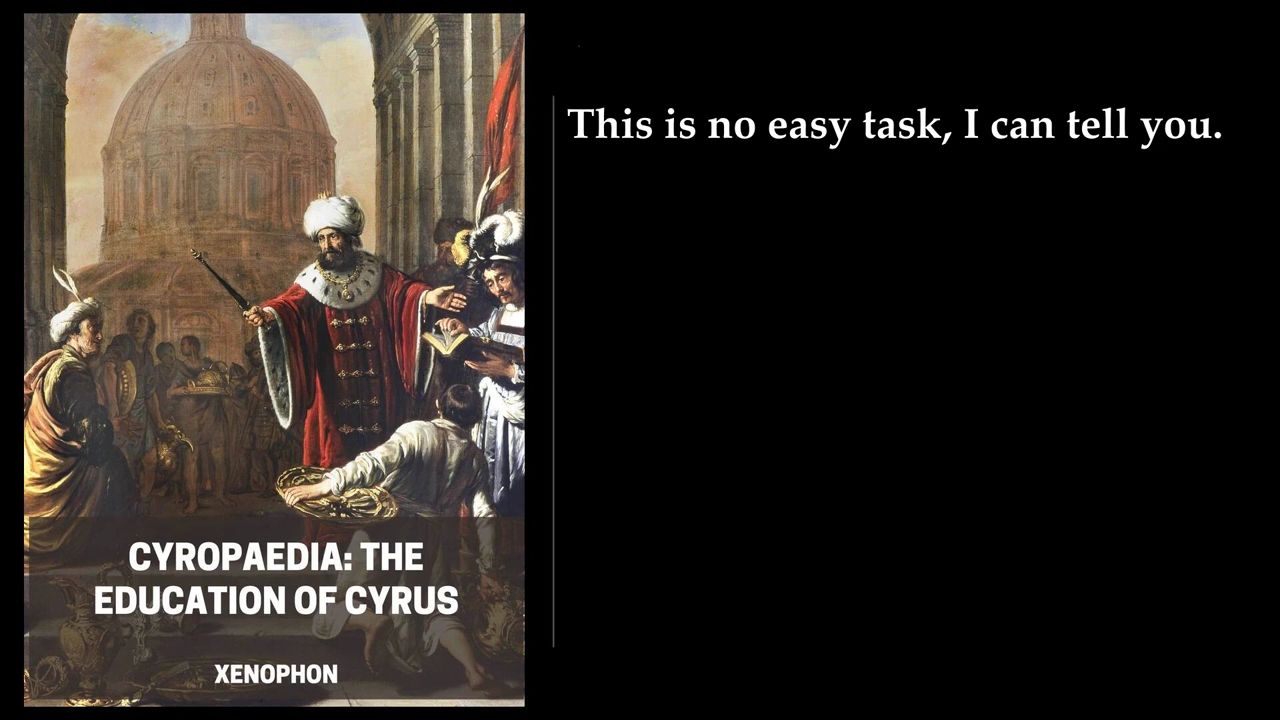 CYROPAEDIA: THE
EDUCATION OF CYRUS
XENOPHON
This is no easy task, I can tell you.